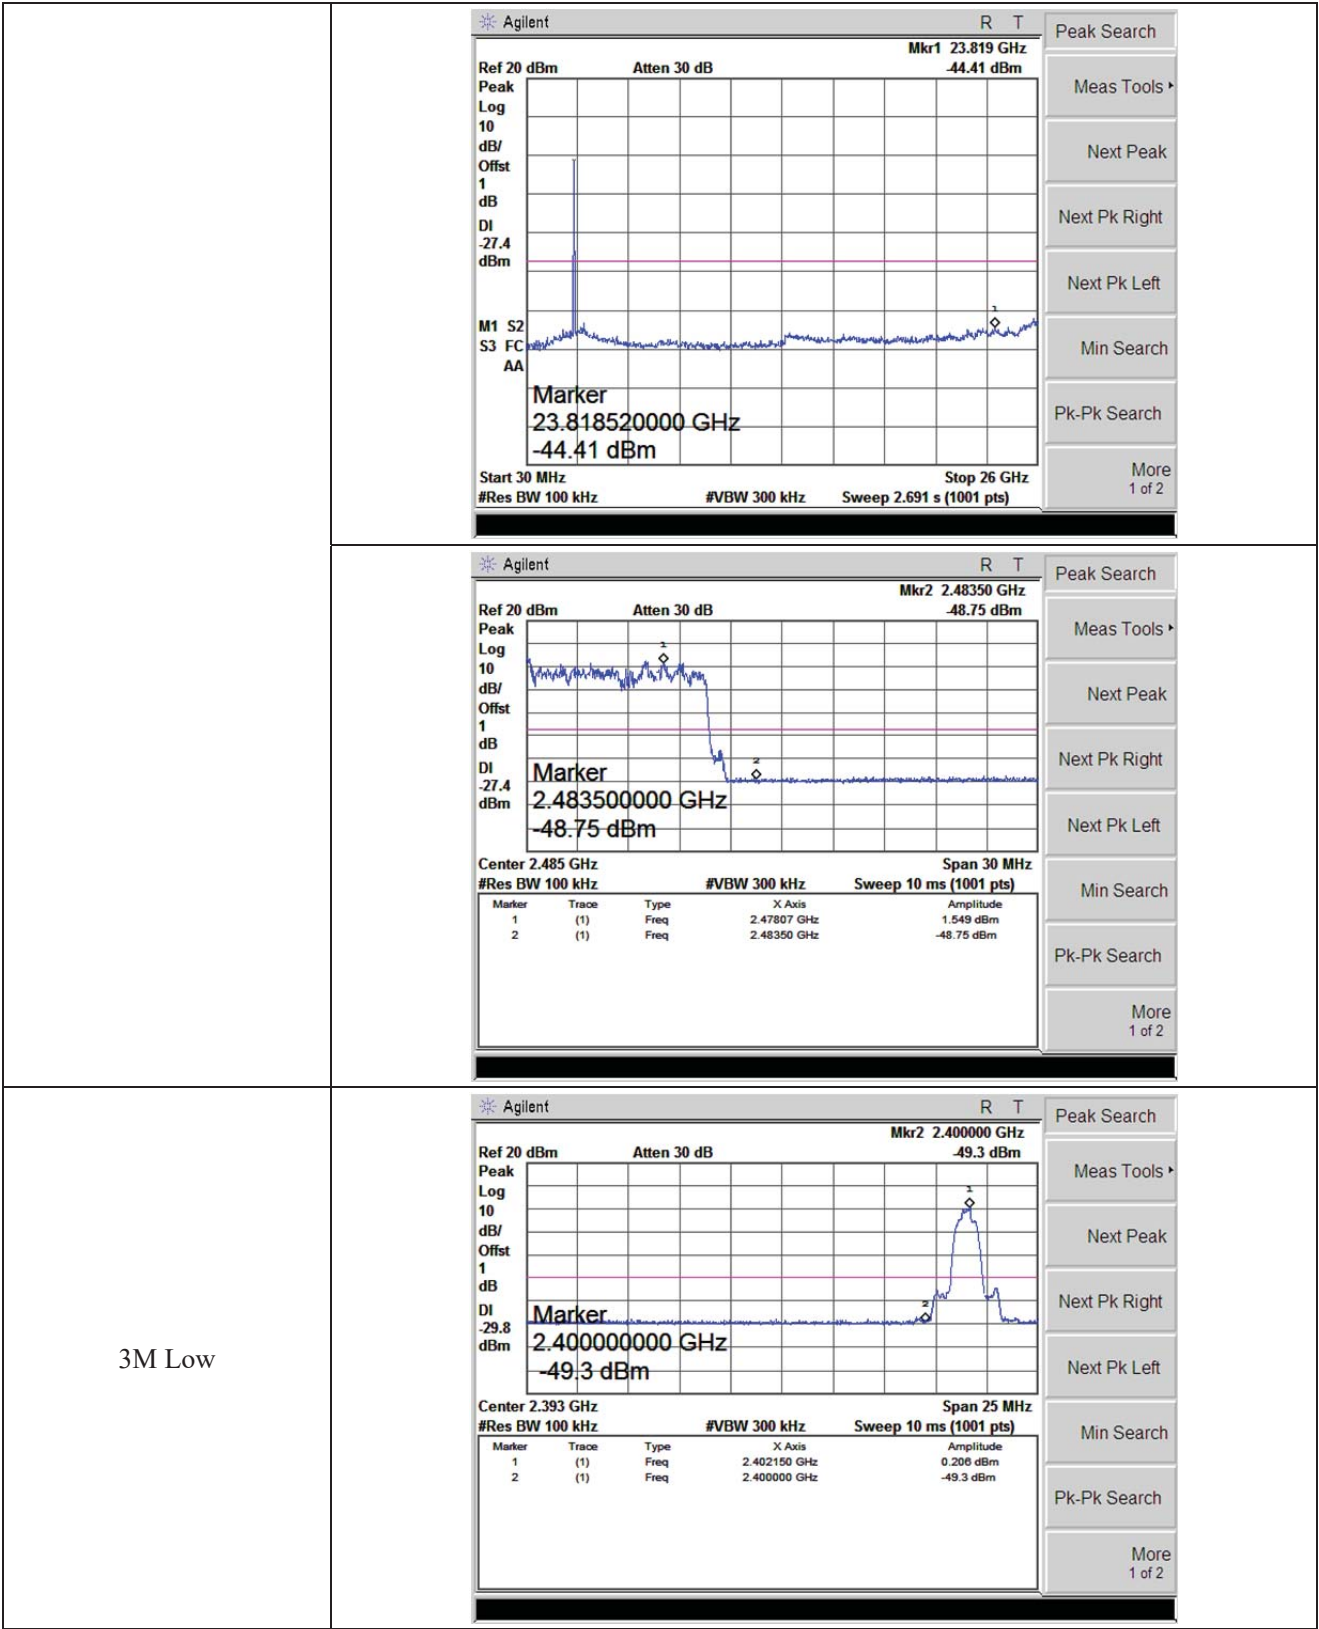 Agilent R T
Peak Search
Mkr1 23.819 GHz
Ref 20 dBm Atten 30 dB -44.41 dBm
Peak
Log
10
dB/
Offst
1
dB
DI
-27.4
dBm
M1 S2
S3 FC
AA
1
Marker
23.818520000 GHz
-44.41 dBm
Start 30 MHz Stop 26 GHz
#Res BW 100 kHz #VBW 300 kHz Sweep 2.691 s (1001 pts)
Meas Tools
Next Peak
Next Pk Right
Next Pk Left
Min Search
Pk-Pk Search
More
1 of 2
Agilent R T
Peak Search
Mkr2 2.48350 GHz
Ref 20 dBm Atten 30 dB -48.75 dBm
Peak
Log
10
dB/
Offst
1
dB
DI
-27.4
dBm
1
2
Marker
2.483500000 GHz
-48.75 dBm
Center 2.485 GHz Span 30 MHz
#Res BW 100 kHz #VBW 300 kHz Sweep 10 ms (1001 pts)
Marker Trace Type X Axis Amplitude
1 (1) Freq 2.47807 GHz 1.549 dBm
2 (1) Freq 2.48350 GHz -48.75 dBm
Meas Tools
Next Peak
Next Pk Right
Next Pk Left
Min Search
Pk-Pk Search
More
1 of 2
3M Low
Agilent R T
Peak Search
Mkr2 2.400000 GHz
Ref 20 dBm Atten 30 dB -49.3 dBm
Peak
Log
10
dB/
Offst
1
dB
DI
-29.8
dBm
1
2
Marker
2.400000000 GHz
-49.3 dBm
Center 2.393 GHz Span 25 MHz
#Res BW 100 kHz #VBW 300 kHz Sweep 10 ms (1001 pts)
Marker Trace Type X Axis Amplitude
1 (1) Freq 2.402150 GHz 0.206 dBm
2 (1) Freq 2.400000 GHz -49.3 dBm
Meas Tools
Next Peak
Next Pk Right
Next Pk Left
Min Search
Pk-Pk Search
More
1 of 2